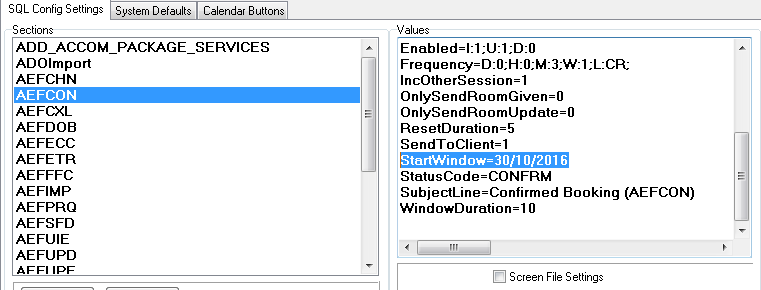 SQL Config Settings
System Defaults
Calendar Buttons
Sections
ADD_ACCOM_PACKAGE_SERVICES
ADOImport
AEFCHN
AEFCON
AEFCXL
AEFDOB
AEFECC
AEFETR
AEFFFC
AEFIMP
AEFPRQ
AEFSFD
AEFUIE
AEFUPD
AEFUPE
Values
Enabled=I:1;U:1;D:0
Frequency=D:0;H:0;M:3;W:1;L:CR;
IncOtherSession=1
OnlySendRoomGiven=0
OnlySendRoomUpdate=0
ResetDuration=5
SendToClient=1
StartWindow=30/10/2016
StatusCode=CONFRM
SubjectLine=Confirmed Booking (AEFCON)
WindowDuration=10
Screen File Settings